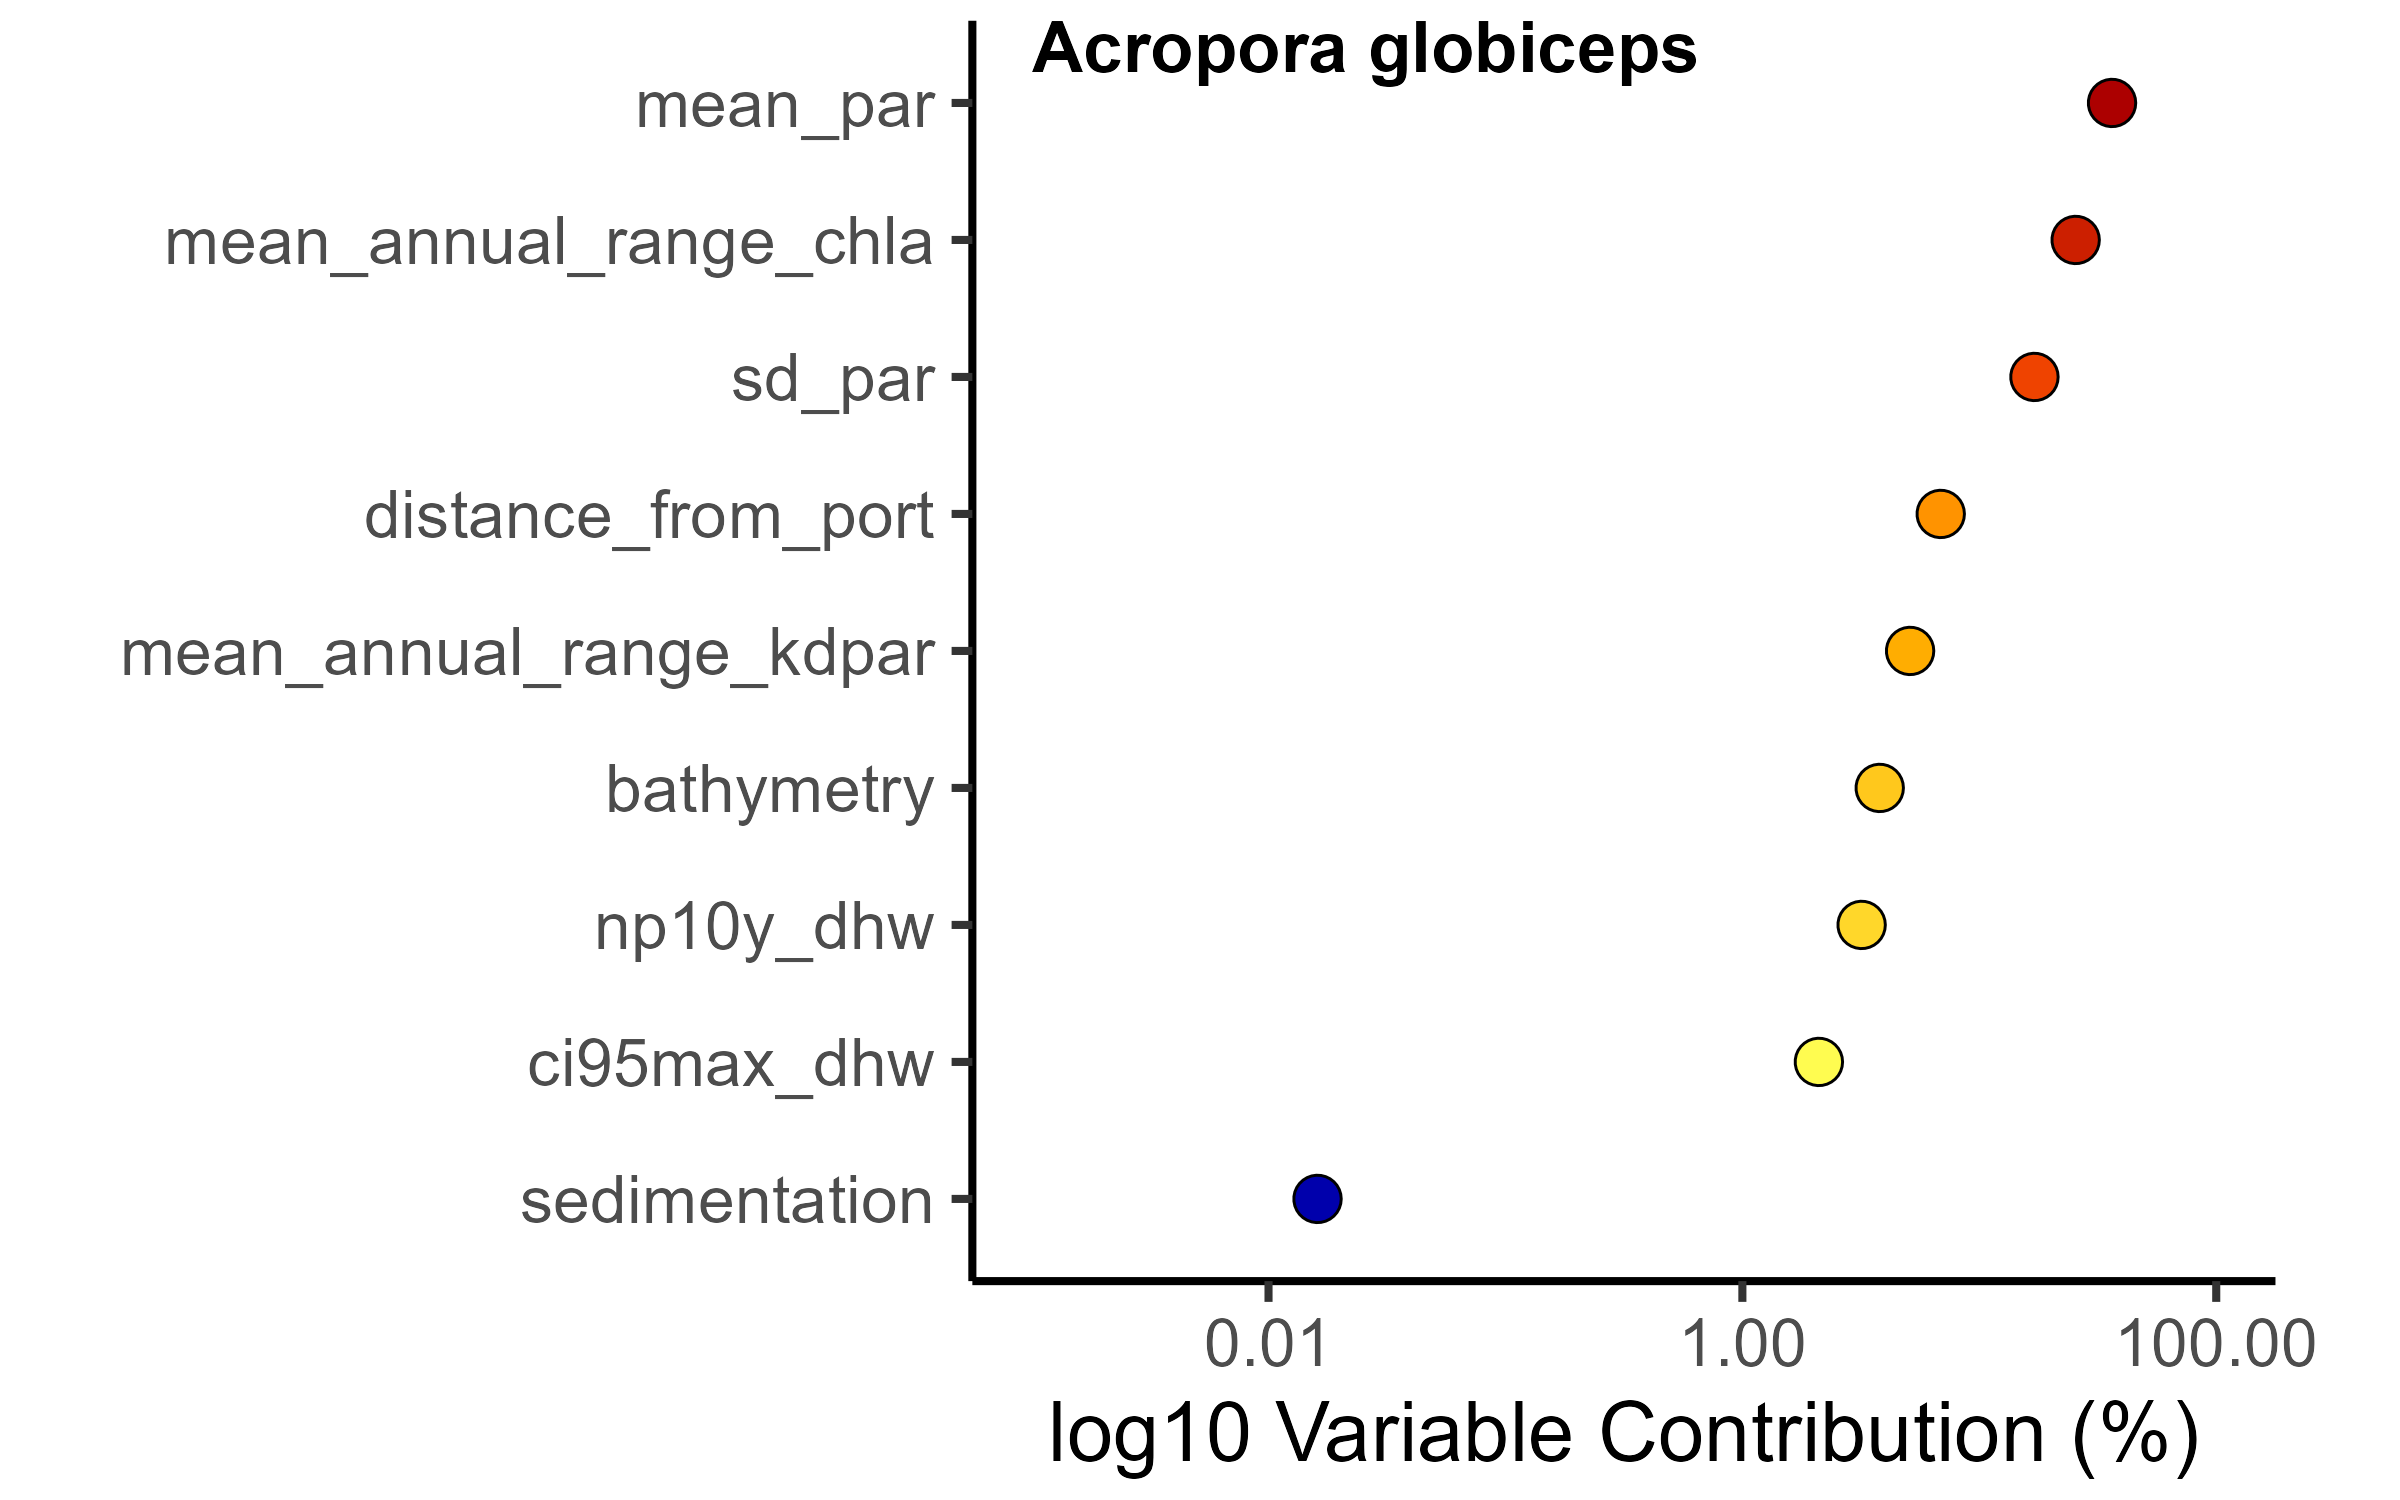 Acropora globiceps
mean_par
mean_annual_range_chla
sd_par
distance_from_port
mean_annual_range_kdpar
bathymetry
np10y_dhw
ci95max_dhw
sedimentation
0.01 1.00 100.00
log10 Variable Contribution (%)